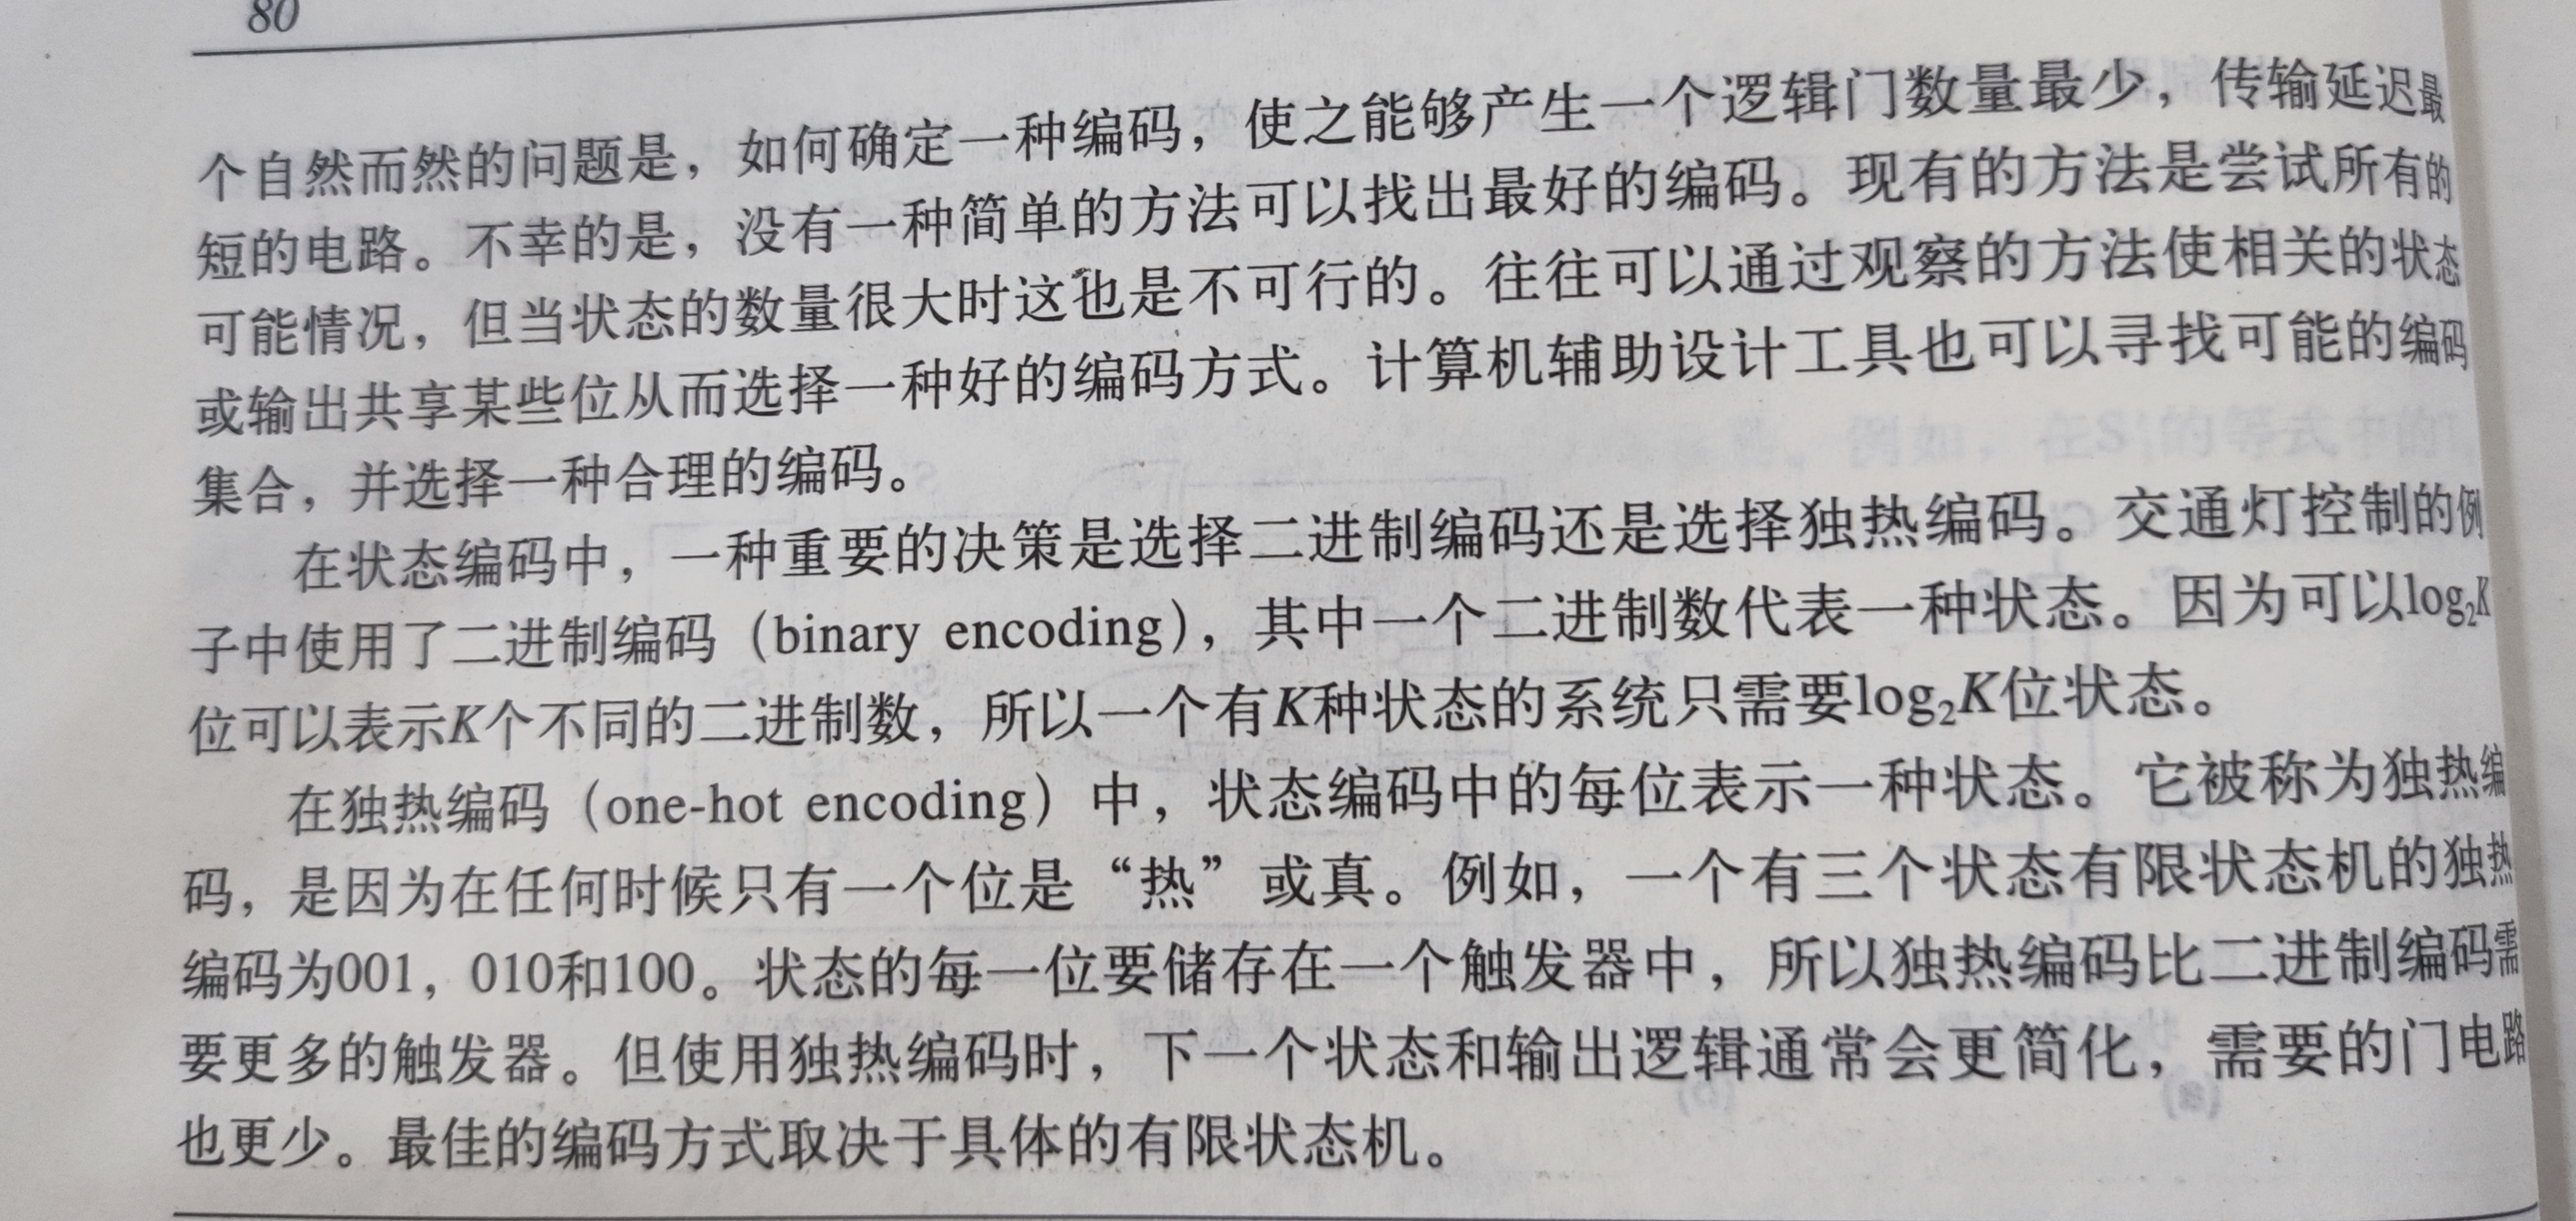 80
个自然而然的问题是，如何确定一种编码，使之能够产生一个逻辑门数量最少，传输延迟最
短的电路。不幸的是，没有一种简单的方法可以找出最好的编码。现有的方法是尝试所有的
可能情况，但当状态的数量很大时这也是不可行的。往往可以通过观察的方法使相关的状态
或输出共享某些位从而选择一种好的编码方式。计算机辅助设计工具也可以寻找可能的编码
集合，并选择一种合理的编码。
在状态编码中，一种重要的决策是选择二进制编码还是选择独热编码。交通灯控制的例
子中使用了二进制编码（binary encoding），其中一个二进制数代表一种状态。因为可以log₂K
位可以表示K个不同的二进制数，所以一个有K种状态的系统只需要log₂K位状态。
在独热编码（one-hot encoding）中，状态编码中的每位表示一种状态。它被称为独热编
码，是因为在任何时候只有一个位是“热”或真。例如，一个有三个状态有限状态机的独热
编码为001，010和100。状态的每一位要储存在一个触发器中，所以独热编码比二进制编码需
要更多的触发器。但使用独热编码时，下一个状态和输出逻辑通常会更简化，需要的门电路
也更少。最佳的编码方式取决于具体的有限状态机。